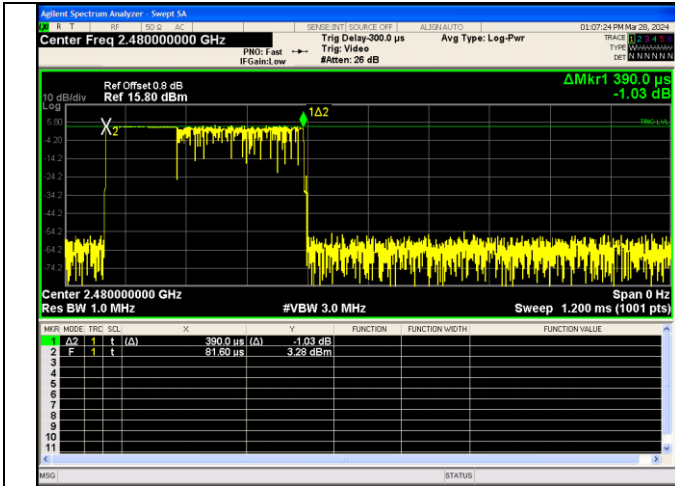 Agilent Spectrum Analyzer - Swept SA
R T RF 50 Ω AC SENSE:INT SOURCE OFF ALIGN AUTO 01:07:24 PM Mar 28, 2024
Center Freq 2.480000000 GHz Trig Delay-300.0 µs Avg Type: Log-Pwr TRACE 1 2 3 4 5 6
PNO: Fast Trig: Video TYPE WWWWWW
IFGain:Low #Atten: 26 dB DET N N N N N N
ΔMkr1 390.0 µs
Ref Offset 0.8 dB
10 dB/div Ref 15.80 dBm -1.03 dB
Log
1Δ2
5.80 X2 TRIG LVL
-4.20
-14.2
-24.2
-34.2
-44.2
-54.2
-64.2
-74.2
Center 2.480000000 GHz Span 0 Hz
Res BW 1.0 MHz #VBW 3.0 MHz Sweep 1.200 ms (1001 pts)
MKR MODE TRC SCL X Y FUNCTION FUNCTION WIDTH FUNCTION VALUE
1 Δ2 1 t (Δ) 390.0 µs (Δ) -1.03 dB
2 F 1 t 81.60 µs 3.28 dBm
3
4
5
6
7
8
9
10
11
MSG STATUS